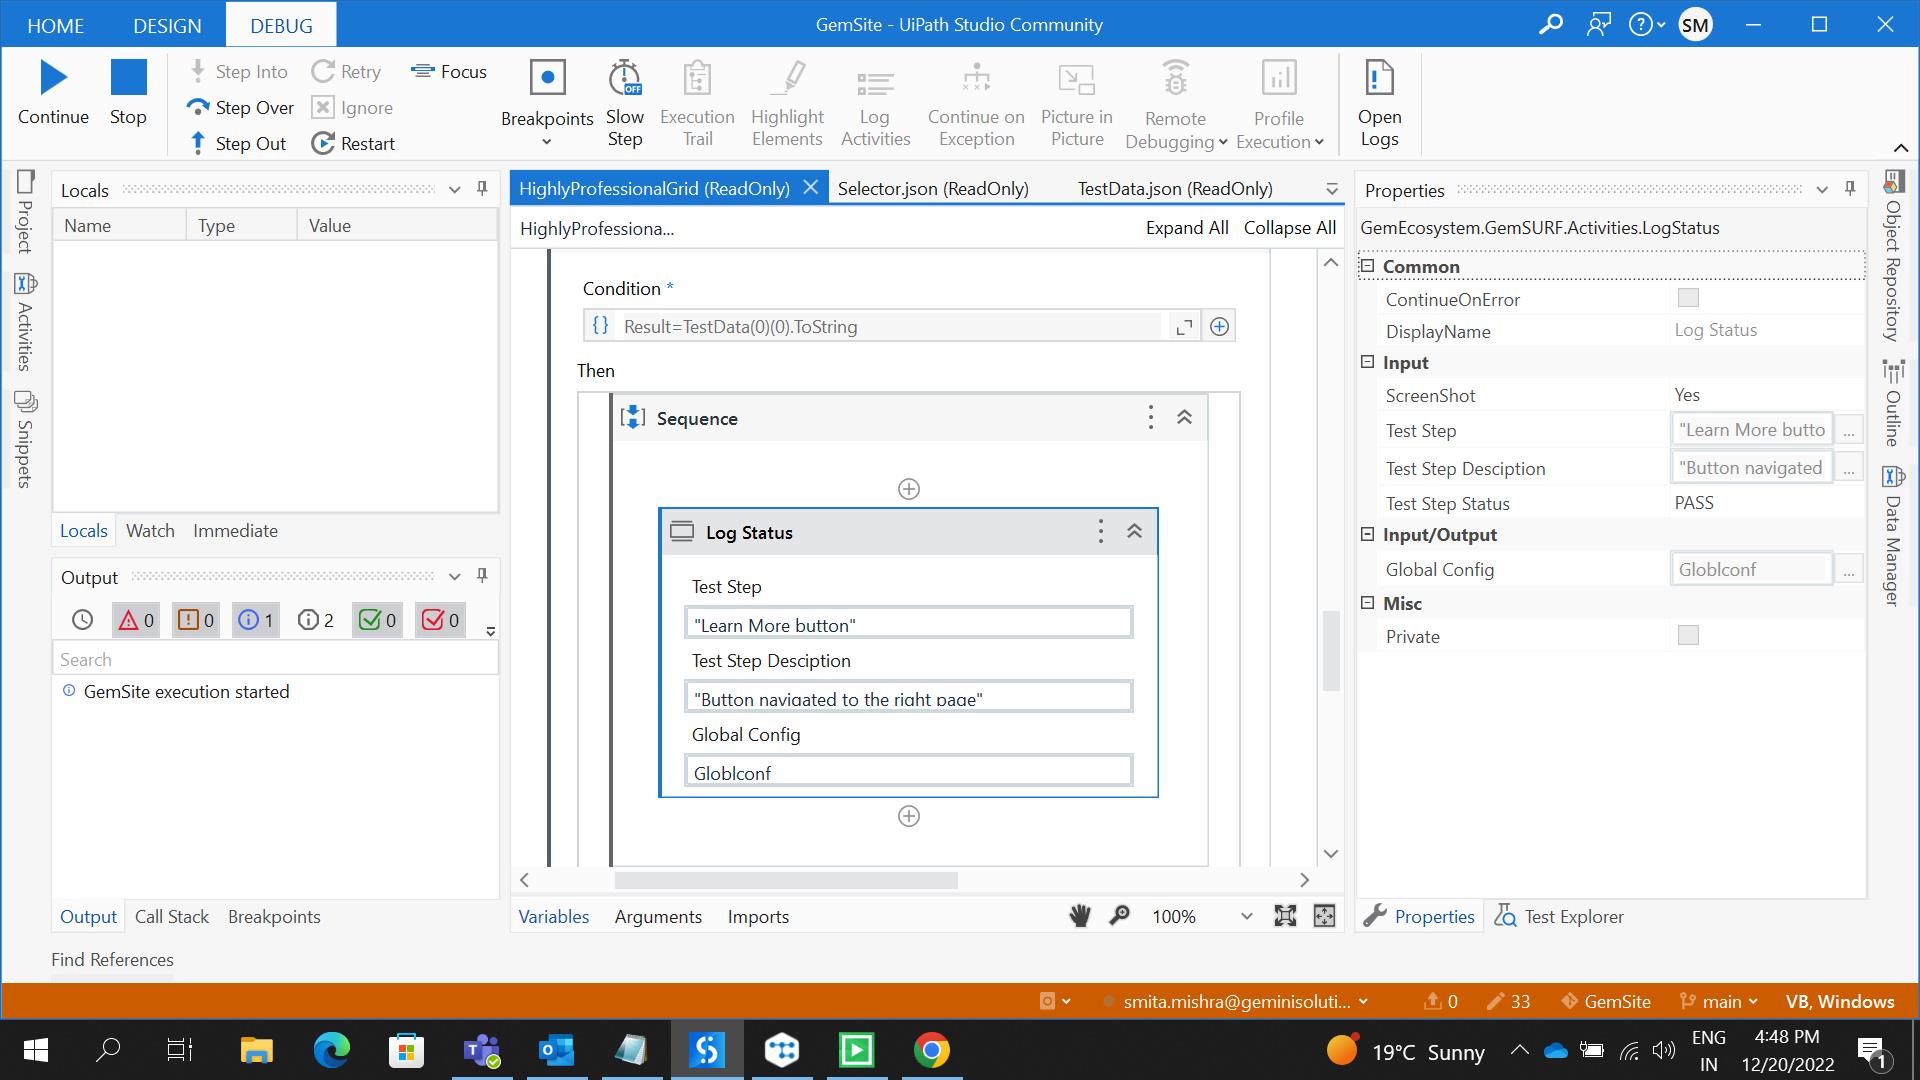 HOME DESIGN DEBUG GemSite - UiPath Studio Community SM
Continue Stop Step Into Retry Focus
Step Over Ignore
Step Out Restart
Breakpoints Slow Step Execution Trail Highlight Elements Log Activities Continue on Exception Picture in Picture Remote Debugging Profile Execution Open Logs
OFF
Project
Activities
Snippets
Locals
Name Type Value
Locals Watch Immediate
Output
0 0 1 2 0 0
Search
GemSite execution started
Output Call Stack Breakpoints
Find References
HighlyProfessionalGrid (ReadOnly) Selector.json (ReadOnly) TestData.json (ReadOnly)
HighlyProfessiona... Expand All Collapse All
Condition *
Result=TestData(0)(0).ToString
Then
Sequence
Log Status
Test Step
"Learn More button"
Test Step Desciption
"Button navigated to the right page"
Global Config
Globlconf
Variables Arguments Imports 100%
Properties
GemEcosystem.GemSURF.Activities.LogStatus
Common
ContinueOnError
DisplayName Log Status
Input
ScreenShot Yes
Test Step "Learn More butto ...
Test Step Desciption "Button navigated ...
Test Step Status PASS
Input/Output
Global Config Globlconf ...
Misc
Private
Properties Test Explorer
Object Repository
Outline
Data Manager
smita.mishra@geminisoluti... 0 33 GemSite main VB, Windows
19°C Sunny ENG IN 4:48 PM 12/20/2022 1